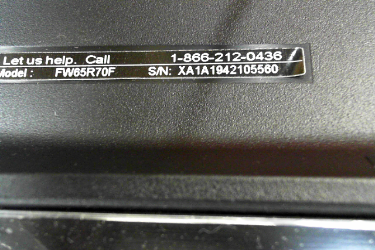 Let us help. Call 1-866-212-0436
Model : FW65R70F S/N: XA1A1942105560